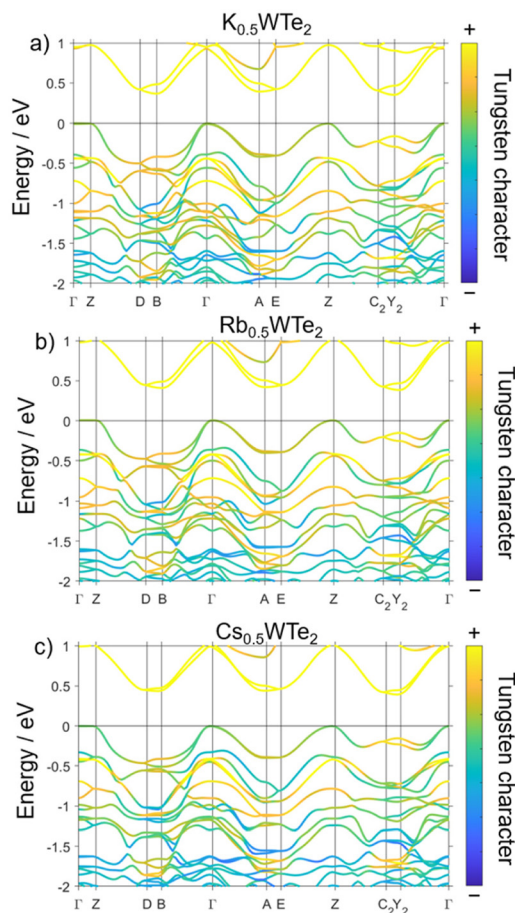 K0.5WTe2
a)
1
0.5
0
-0.5
-1
-1.5
-2
Energy / eV
Γ Z D B Γ A E Z C2 Y2 Γ
+
Tungsten character
−
Rb0.5WTe2
b)
1
0.5
0
-0.5
-1
-1.5
-2
Energy / eV
Γ Z D B Γ A E Z C2 Y2 Γ
+
Tungsten character
−
Cs0.5WTe2
c)
1
0.5
0
-0.5
-1
-1.5
-2
Energy / eV
Γ Z D B Γ A E Z C2 Y2 Γ
+
Tungsten character
−